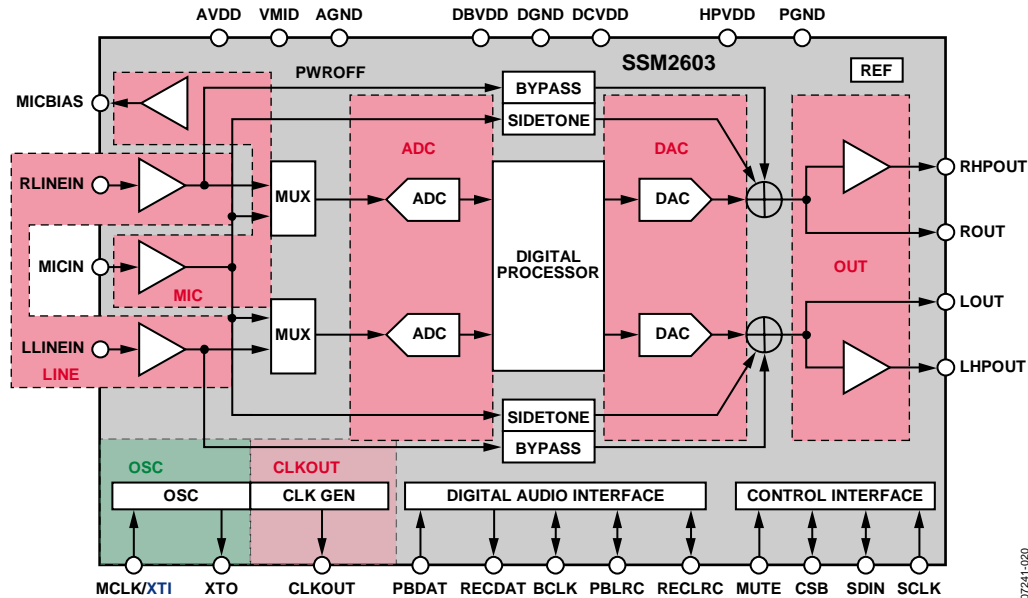 AVDD VMID AGND DBVDD DGND DCVDD HPVDD PGND
SSM2603
REF
PWROFF
BYPASS
SIDETONE
MICBIAS
ADC
DAC
RLINEIN
MUX
ADC
DAC
RHPOUT
ROUT
MICIN
MIC
DIGITAL
PROCESSOR
OUT
LOUT
LLINEIN
LINE
MUX
ADC
DAC
LHPOUT
SIDETONE
BYPASS
OSC
CLKOUT
OSC
CLK GEN
DIGITAL AUDIO INTERFACE
CONTROL INTERFACE
MCLK/XTI XTO CLKOUT PBDAT RECDAT BCLK PBLRC RECLRC MUTE CSB SDIN SCLK
07241-020